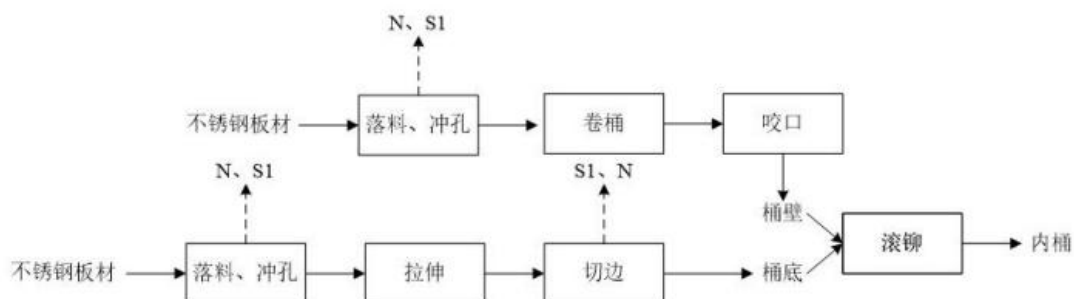 N、S1
不锈钢板材
落料、冲孔
卷桶
咬口
N、S1
S1、N
桶壁
不锈钢板材
落料、冲孔
拉伸
切边
桶底
滚铆
内桶